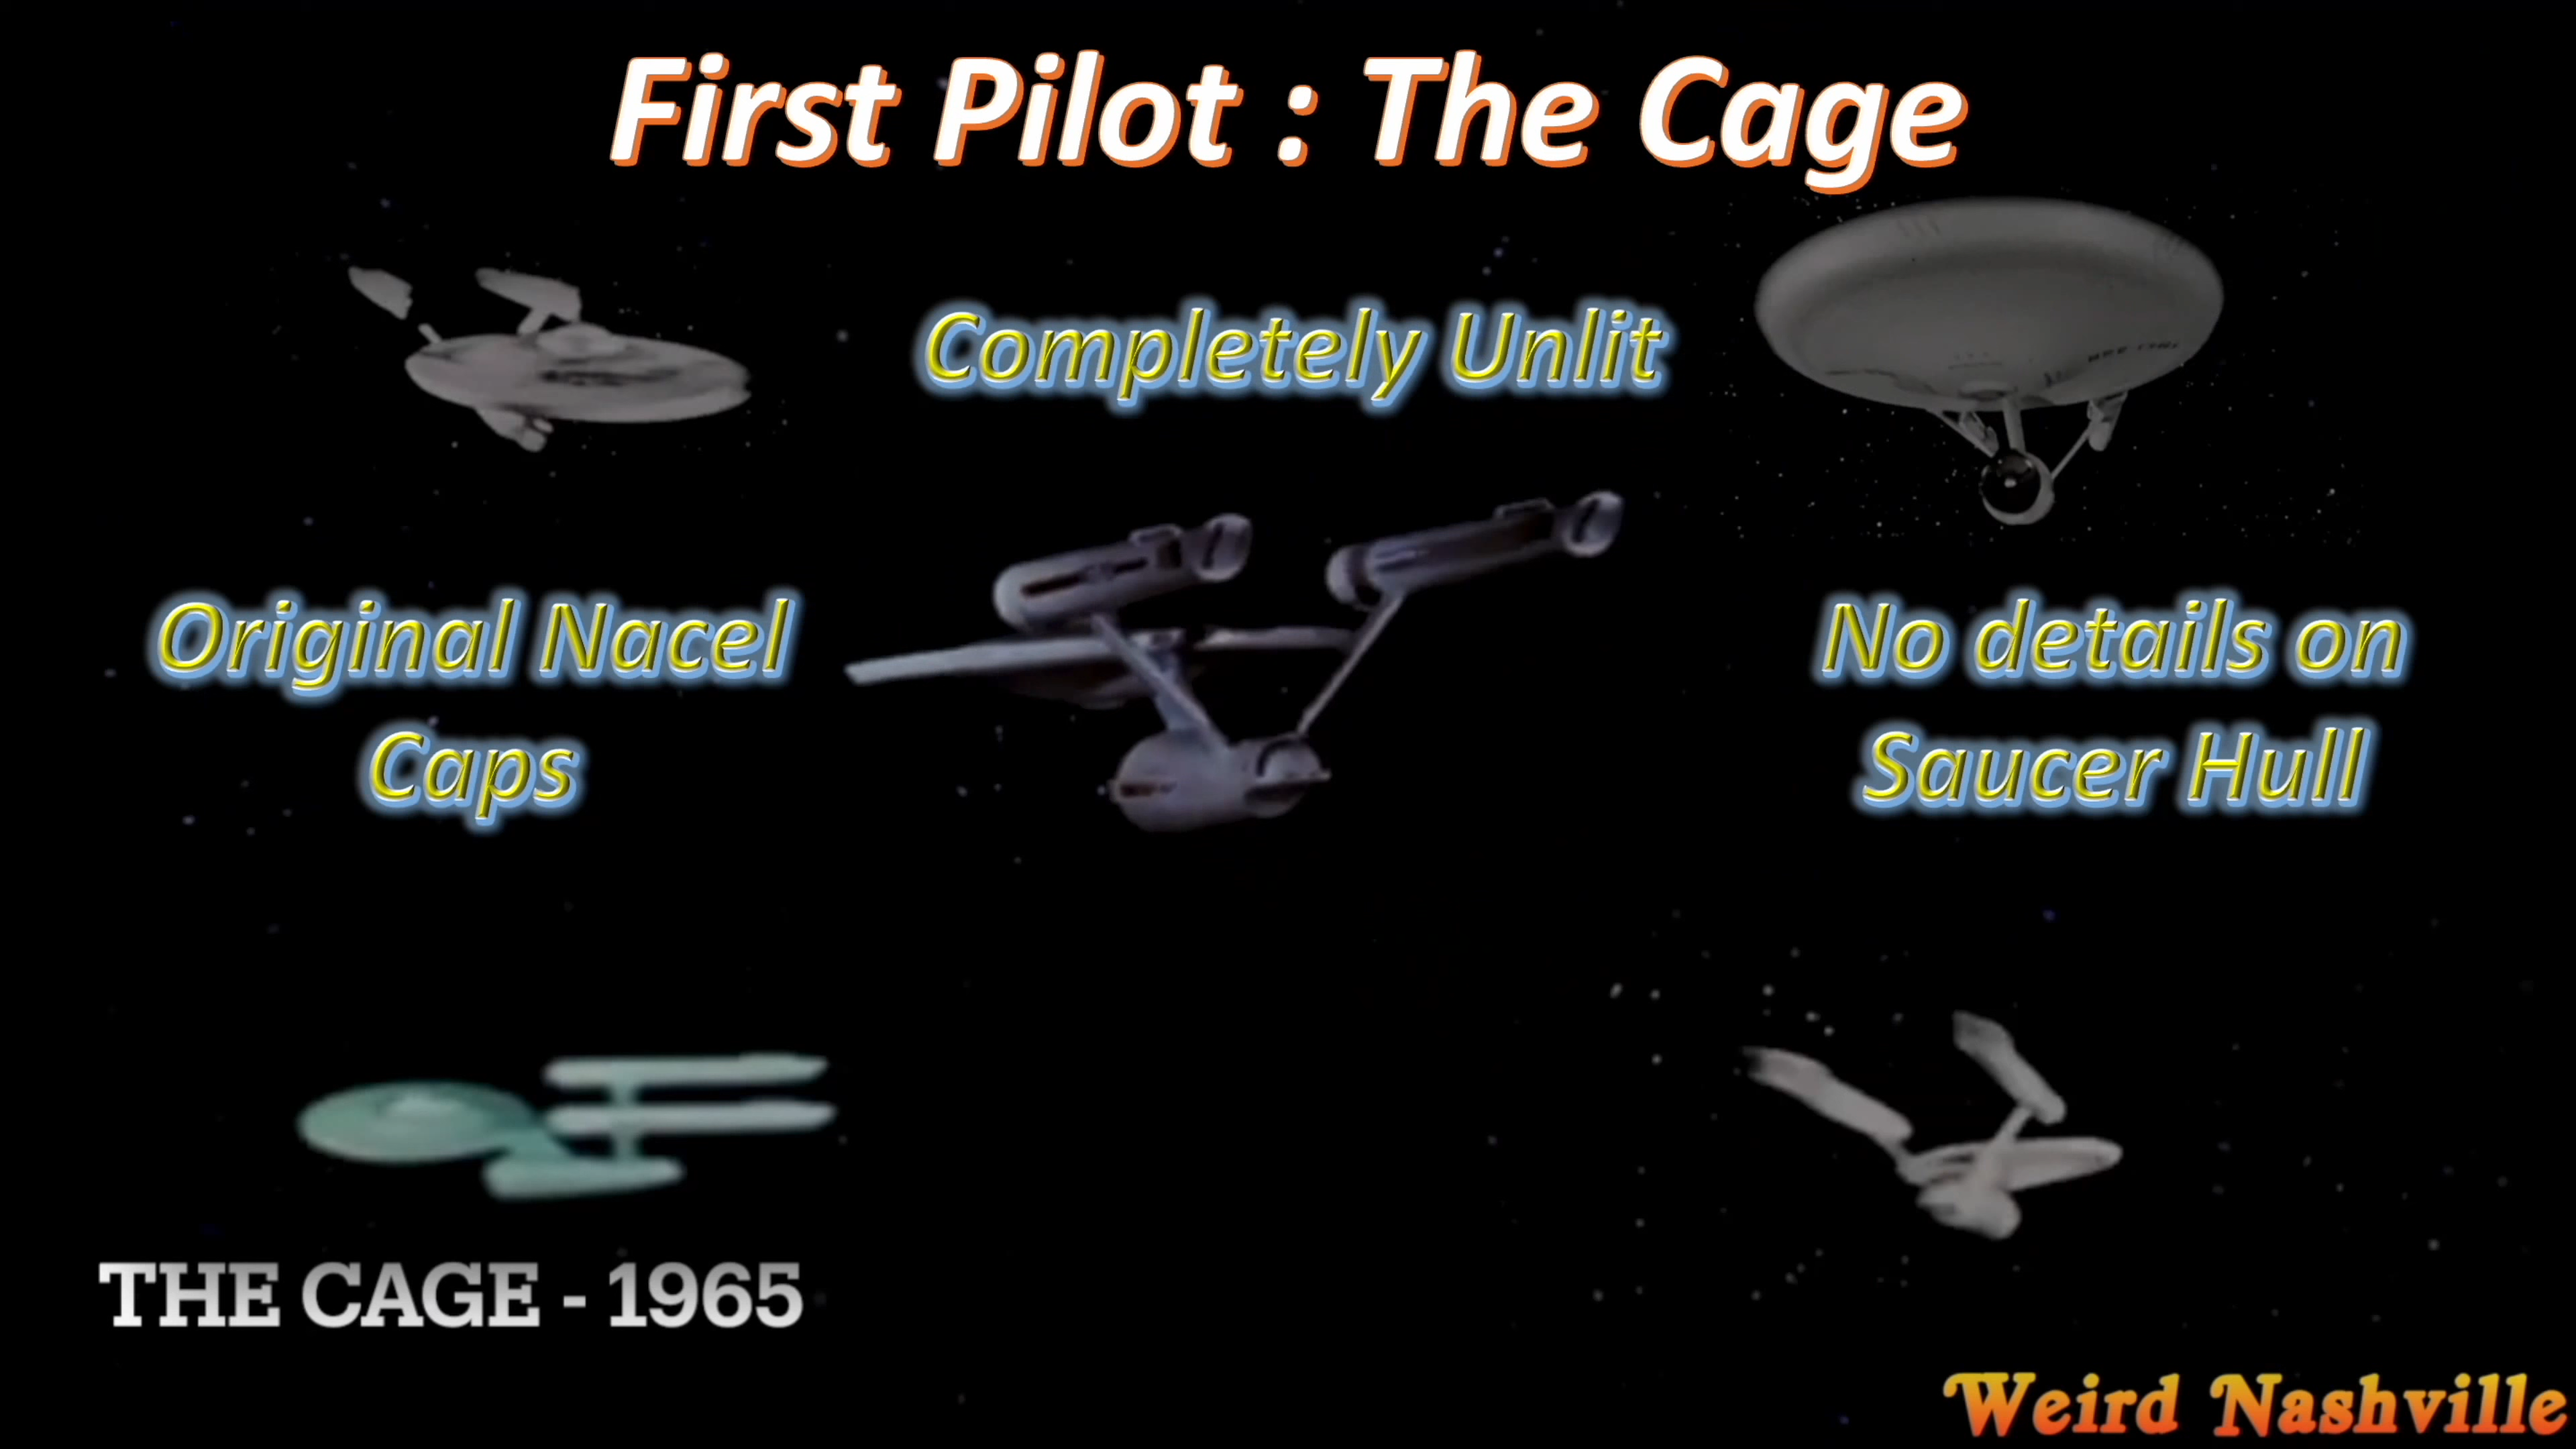 First Pilot : The Cage
Completely Unlit
Original Nacel
Caps
No details on
Saucer Hull
THE CAGE - 1965
Weird Nashville